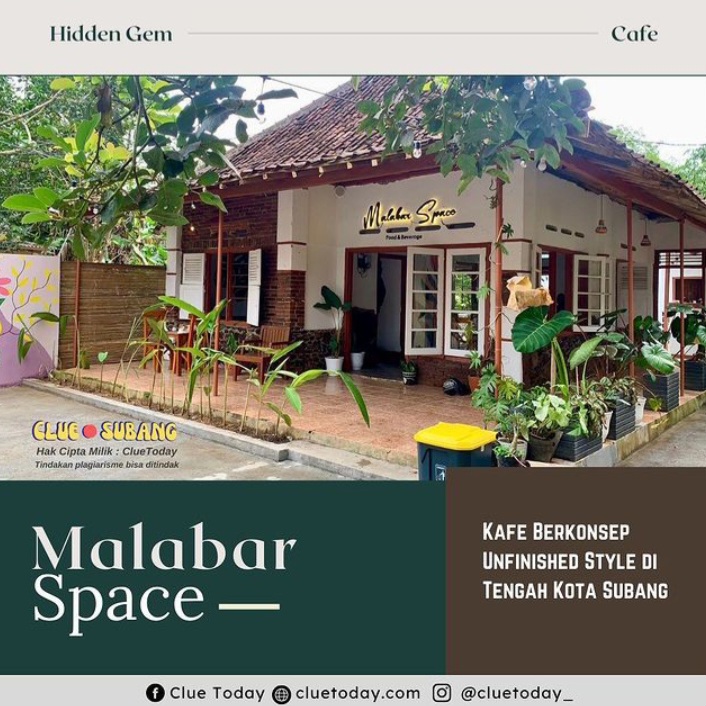 Hidden Gem
Cafe
Malabar Space
Food & Beverage
CLUE SUBANG
Hak Cipta Milik : ClueToday
Tindakan plagiarisme bisa ditindak
Malabar
Space
Kafe Berkonsep
Unfinished Style di
Tengah Kota Subang
Clue Today cluetoday.com @cluetoday_